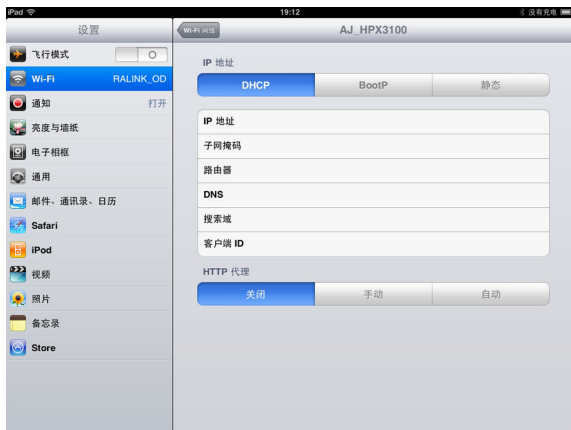 iPad
19:12
没有充电
设置
Wi-Fi 网络
AJ_HPX3100
飞行模式
Wi-Fi RALINK_OD
通知 打开
亮度与墙纸
电子相框
通用
邮件、通讯录、日历
Safari
iPod
视频
照片
备忘录
Store
IP 地址
DHCP BootP 静态
IP 地址
子网掩码
路由器
DNS
搜索域
客户端 ID
HTTP 代理
关闭 手动 自动